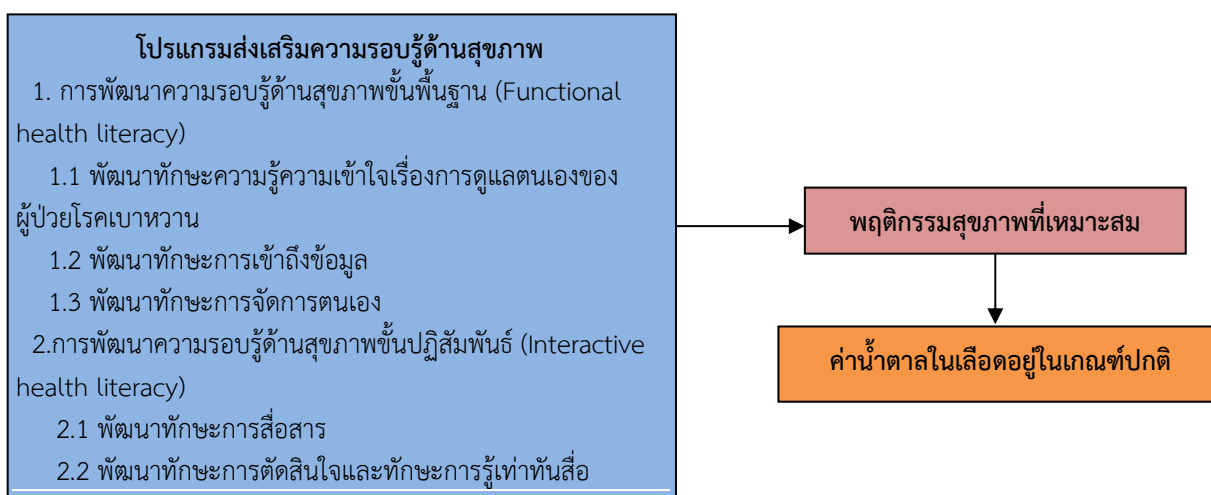 โปรแกรมส่งเสริมความรอบรู้ด้านสุขภาพ
1. การพัฒนาความรอบรู้ด้านสุขภาพขั้นพื้นฐาน (Functional
health literacy)
1.1 พัฒนาทักษะความรู้ความเข้าใจเรื่องการดูแลตนเองของ
ผู้ป่วยโรคเบาหวาน
1.2 พัฒนาทักษะการเข้าถึงข้อมูล
1.3 พัฒนาทักษะการจัดการตนเอง
2.การพัฒนาความรอบรู้ด้านสุขภาพขั้นปฏิสัมพันธ์ (Interactive
health literacy)
2.1 พัฒนาทักษะการสื่อสาร
2.2 พัฒนาทักษะการตัดสินใจและทักษะการรู้เท่าทันสื่อ
พฤติกรรมสุขภาพที่เหมาะสม
ค่าน้ำตาลในเลือดอยู่ในเกณฑ์ปกติ